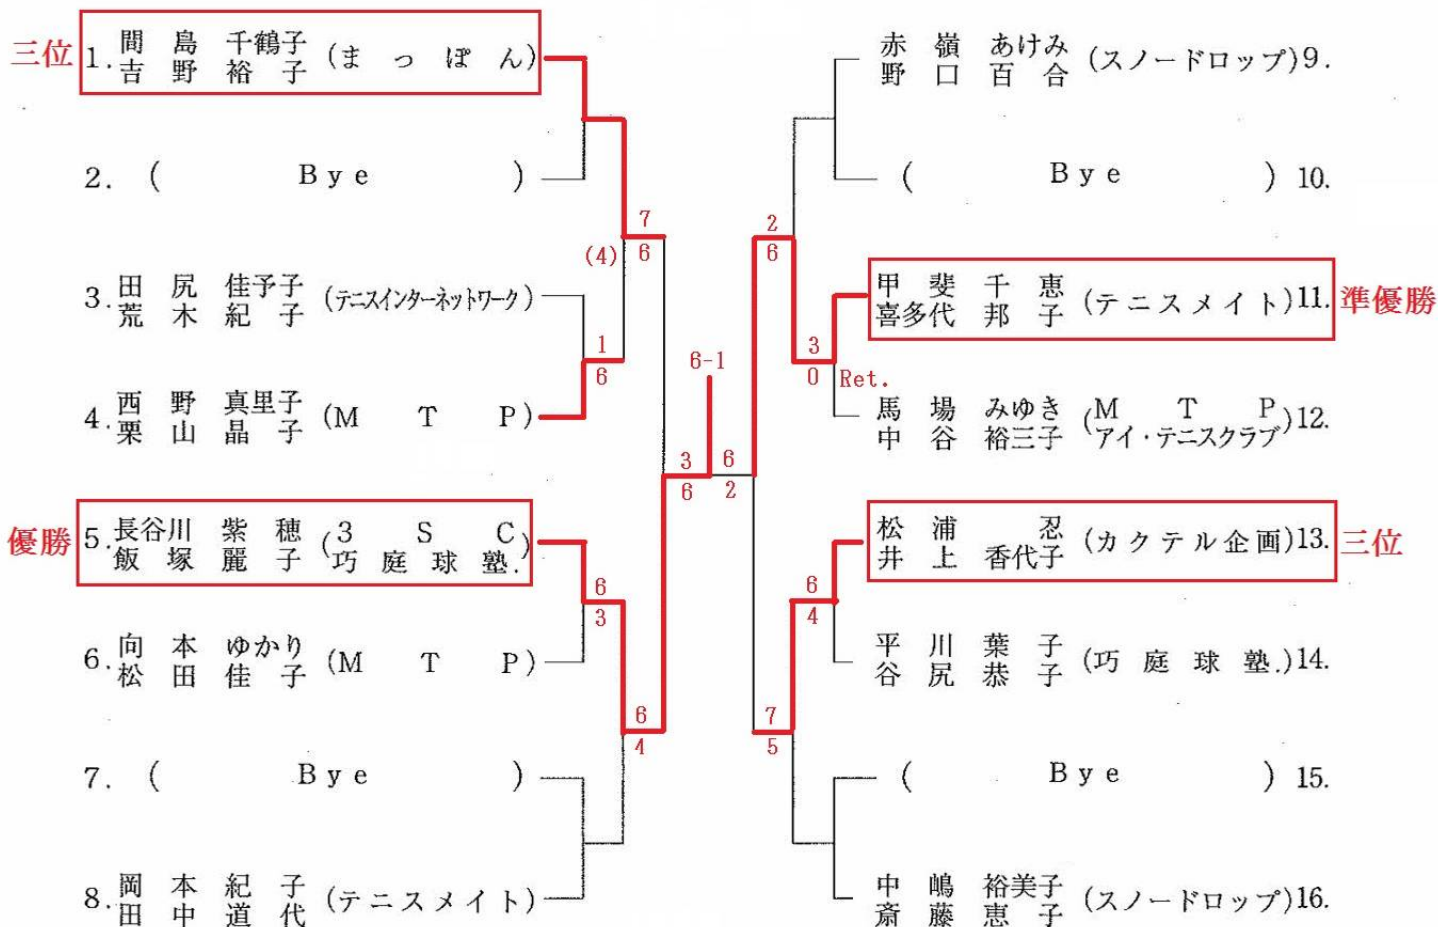 三位
1. 間島 千鶴子 (まっぽん)
吉野 裕子
2. ( Bye )
3. 田尻 佳予子 (テニスインターネットワーク)
荒木 紀子
4. 西野 真里子 (M T P)
栗山 晶子
優勝
5. 長谷川 紫穂 (3 S C
飯塚 麗子 巧庭球塾.)
6. 向本 ゆかり (M T P)
松田 佳子
7. ( Bye )
8. 岡本 紀子 (テニスメイト)
田中 道代
7
(4) 6
1
6
6
3
6
4
3
6
6-1
6
2
2
6
3
0 Ret.
6
4
7
5
赤嶺 あけみ (スノードロップ) 9.
野口 百合
( Bye ) 10.
甲斐 千恵 (テニスメイト) 11.
喜多代 邦子
準優勝
馬場 みゆき (M T P
中谷 裕三子 アイ・テニスクラブ) 12.
松浦 忍 (カクテル企画) 13.
井上 香代子
三位
平川 葉子 (巧庭球塾.) 14.
谷尻 恭子
( Bye ) 15.
中嶋 裕美子 (スノードロップ) 16.
斎藤 恵子